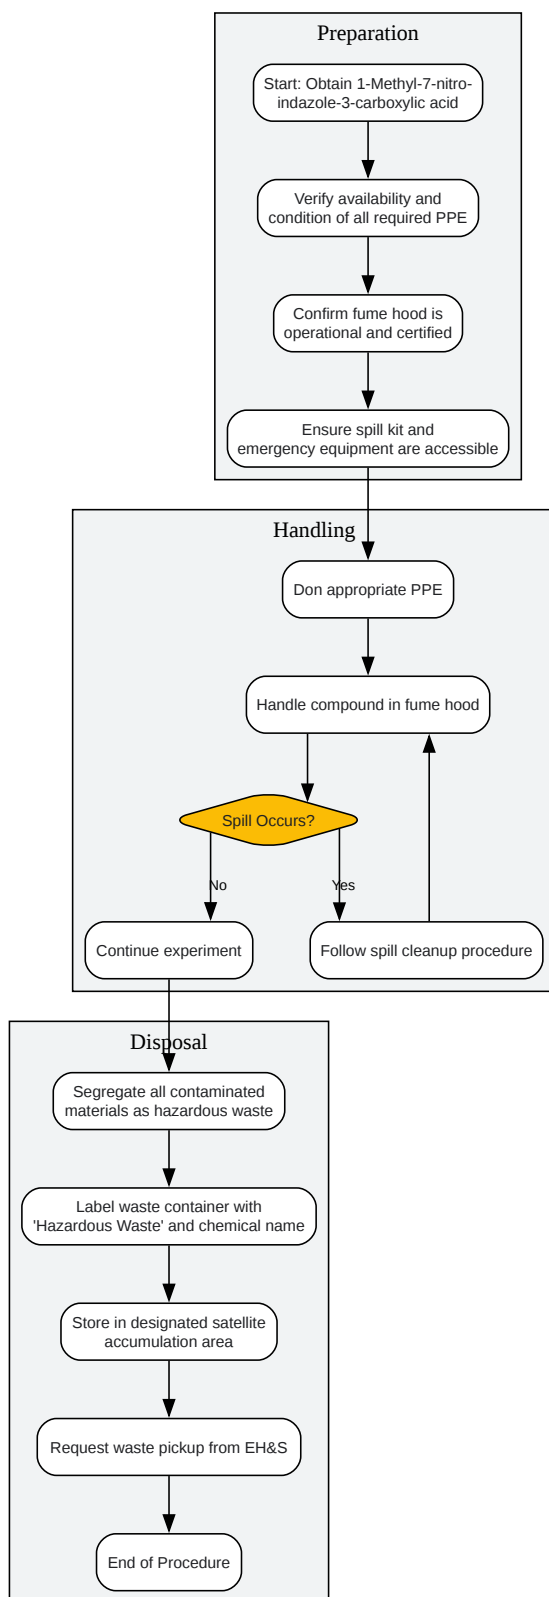 Preparation
Start: Obtain 1-Methyl-7-nitro-
indazole-3-carboxylic acid
Verify availability and
condition of all required PPE
Confirm fume hood is
operational and certified
Ensure spill kit and
emergency equipment are accessible
Handling
Don appropriate PPE
Handle compound in fume hood
Spill Occurs?
No
Yes
Continue experiment
Follow spill cleanup procedure
Disposal
Segregate all contaminated
materials as hazardous waste
Label waste container with
'Hazardous Waste' and chemical name
Store in designated satellite
accumulation area
Request waste pickup from EH&S
End of Procedure